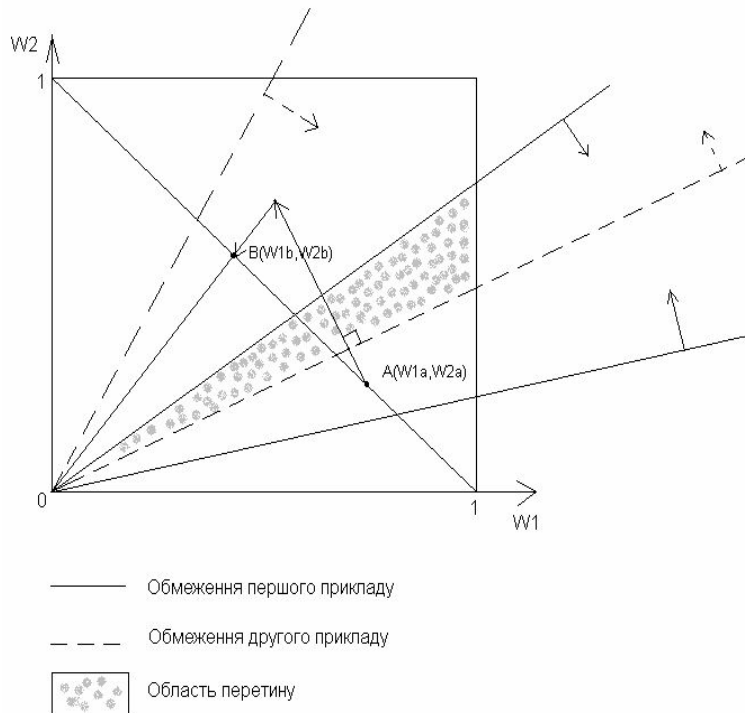 W2
1
B(W1b,W2b)
A(W1a,W2a)
0
1
W1
Обмеження першого прикладу
Обмеження другого прикладу
Область перетину